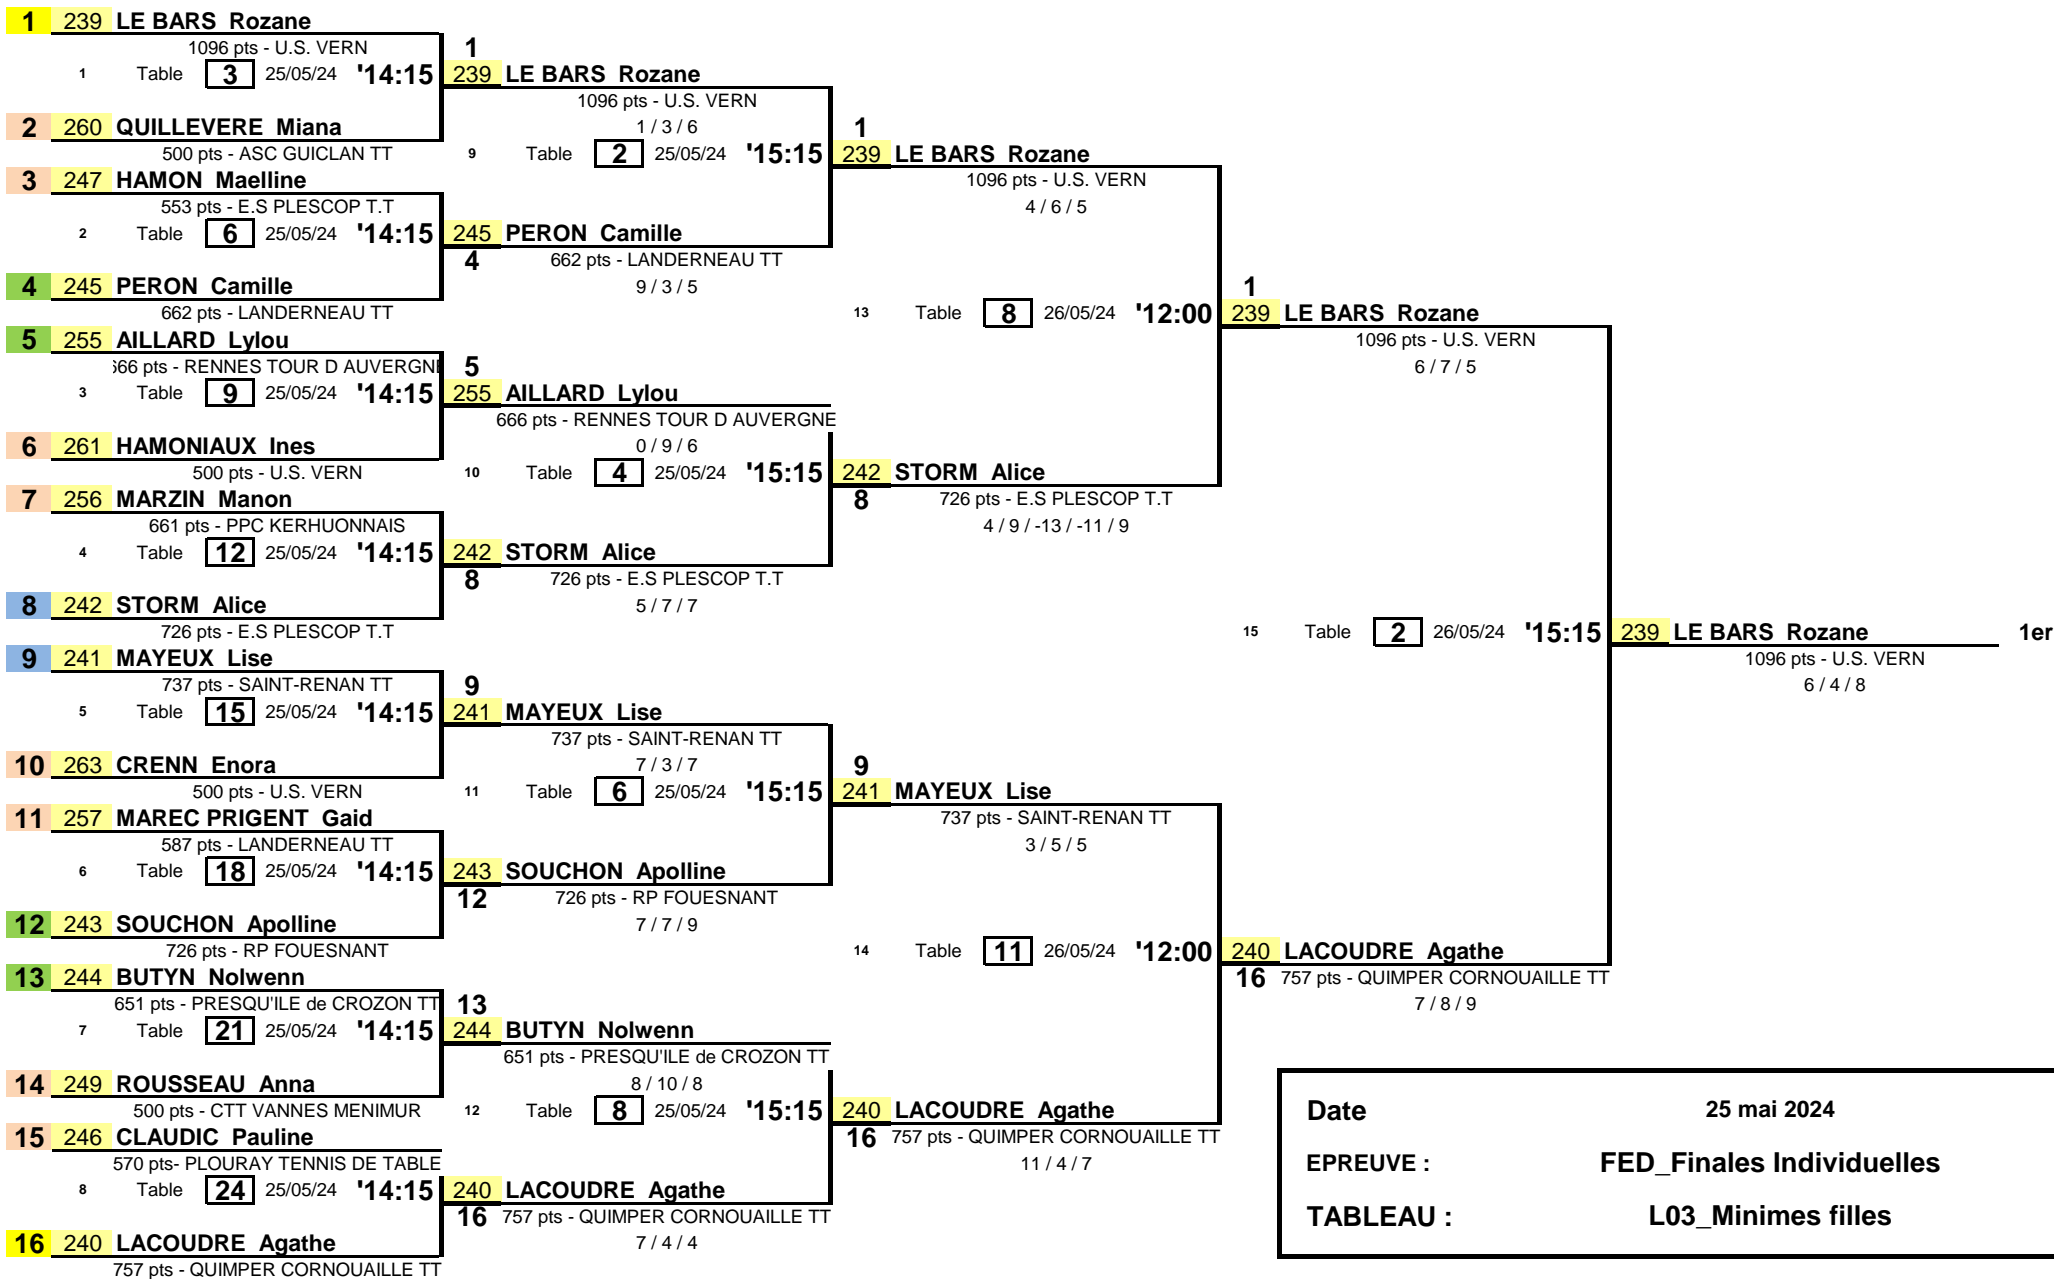 1 239 LE BARS Rozane
1096 pts - U.S. VERN
1 Table 3 25/05/24 '14:15
2 260 QUILLEVERE Miana
500 pts - ASC GUICLAN TT
3 247 HAMON Maelline
553 pts - E.S PLESCOP T.T
2 Table 6 25/05/24 '14:15
4 245 PERON Camille
662 pts - LANDERNEAU TT
5 255 AILLARD Lylou
666 pts - RENNES TOUR D AUVERGNE
3 Table 9 25/05/24 '14:15
6 261 HAMONIAUX Ines
500 pts - U.S. VERN
7 256 MARZIN Manon
661 pts - PPC KERHUONNAIS
4 Table 12 25/05/24 '14:15
8 242 STORM Alice
726 pts - E.S PLESCOP T.T
9 241 MAYEUX Lise
737 pts - SAINT-RENAN TT
5 Table 15 25/05/24 '14:15
10 263 CRENN Enora
500 pts - U.S. VERN
11 257 MAREC PRIGENT Gaid
587 pts - LANDERNEAU TT
6 Table 18 25/05/24 '14:15
12 243 SOUCHON Apolline
726 pts - RP FOUESNANT
13 244 BUTYN Nolwenn
651 pts - PRESQU'ILE de CROZON TT
7 Table 21 25/05/24 '14:15
14 249 ROUSSEAU Anna
500 pts - CTT VANNES MENIMUR
15 246 CLAUDIC Pauline
570 pts- PLOURAY TENNIS DE TABLE
8 Table 24 25/05/24 '14:15
16 240 LACOUDRE Agathe
757 pts - QUIMPER CORNOUAILLE TT
1
239 LE BARS Rozane
1096 pts - U.S. VERN
1 / 3 / 6
9 Table 2 25/05/24 '15:15
245 PERON Camille
4 662 pts - LANDERNEAU TT
9 / 3 / 5
5
255 AILLARD Lylou
666 pts - RENNES TOUR D AUVERGNE
0 / 9 / 6
10 Table 4 25/05/24 '15:15
242 STORM Alice
8 726 pts - E.S PLESCOP T.T
5 / 7 / 7
9
241 MAYEUX Lise
737 pts - SAINT-RENAN TT
7 / 3 / 7
11 Table 6 25/05/24 '15:15
243 SOUCHON Apolline
12 726 pts - RP FOUESNANT
7 / 7 / 9
13
244 BUTYN Nolwenn
651 pts - PRESQU'ILE de CROZON TT
8 / 10 / 8
12 Table 8 25/05/24 '15:15
240 LACOUDRE Agathe
16 757 pts - QUIMPER CORNOUAILLE TT
7 / 4 / 4
1
239 LE BARS Rozane
1096 pts - U.S. VERN
4 / 6 / 5
13 Table 8 26/05/24 '12:00
242 STORM Alice
8 726 pts - E.S PLESCOP T.T
4 / 9 / -13 / -11 / 9
9
241 MAYEUX Lise
737 pts - SAINT-RENAN TT
3 / 5 / 5
14 Table 11 26/05/24 '12:00
240 LACOUDRE Agathe
16 757 pts - QUIMPER CORNOUAILLE TT
11 / 4 / 7
1
239 LE BARS Rozane
1096 pts - U.S. VERN
6 / 7 / 5
15 Table 2 26/05/24 '15:15
240 LACOUDRE Agathe
16 757 pts - QUIMPER CORNOUAILLE TT
7 / 8 / 9
239 LE BARS Rozane 1er
1096 pts - U.S. VERN
6 / 4 / 8
Date 25 mai 2024
EPREUVE : FED_Finales Individuelles
TABLEAU : L03_Minimes filles